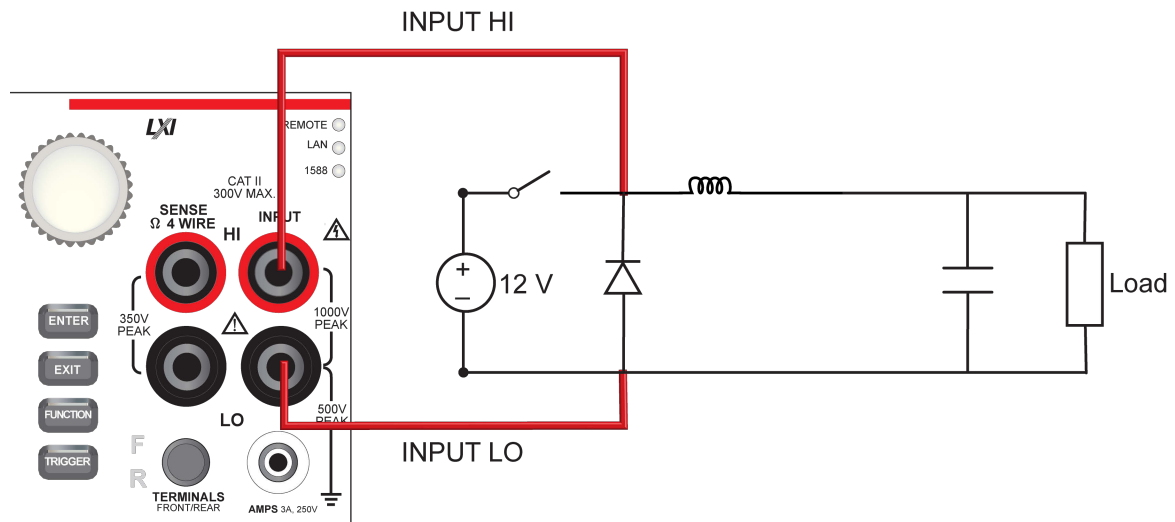 INPUT HI
LXI
REMOTE
LAN
1588
CAT II
300V MAX.
SENSE
Ω 4 WIRE
HI
INPUT
350V
PEAK
1000V
PEAK
ENTER
EXIT
FUNCTION
TRIGGER
LO
500V
PEAK
F
R
TERMINALS
FRONT/REAR
AMPS 3A, 250V
INPUT LO
+
−
12 V
Load